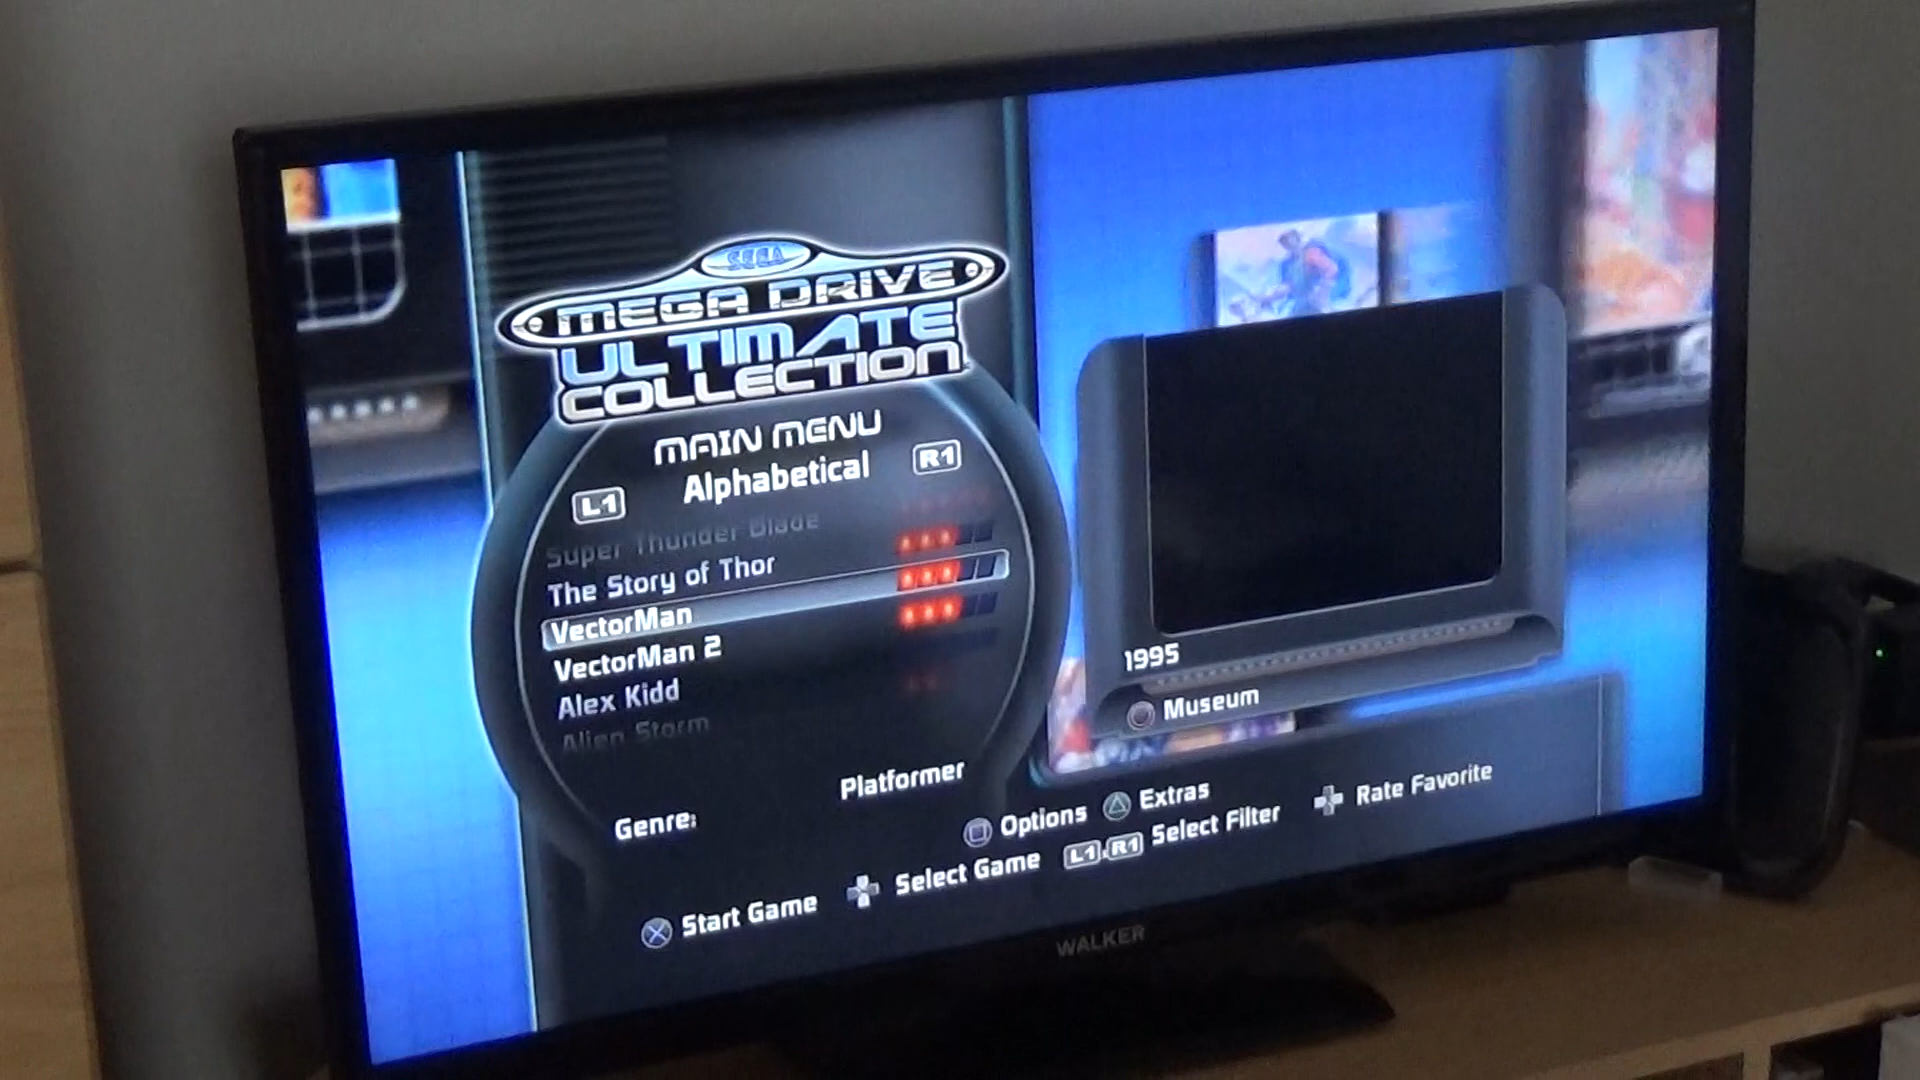 SEGA
MEGA DRIVE
ULTIMATE
COLLECTION
MAIN MENU
L1 Alphabetical R1
Super Thunder Blade
The Story of Thor
VectorMan
VectorMan 2
Alex Kidd
Alien Storm
Genre: Platformer
1995
Museum
Options Extras
Start Game Select Game L1,R1 Select Filter Rate Favorite
WALKER